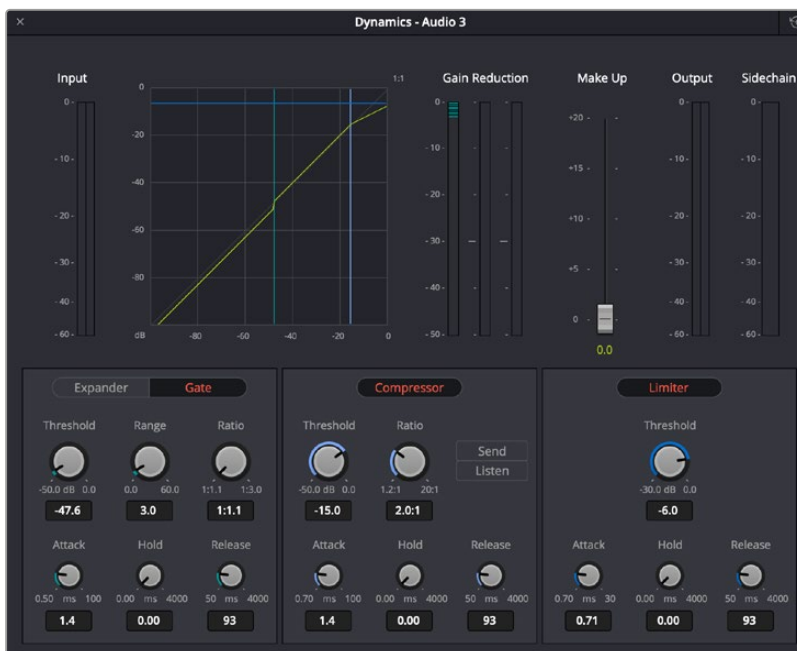 × Dynamics - Audio 3
Input 1:1 Gain Reduction Make Up Output Sidechain
0 -20 -40 -60 -80 dB
-80 -60 -40 -20 0
0- -10- -20- -30- -40- -60-
0- -10- -20- -30- -40- -50-
+20- +15- +10- +5- 0-
0.0
0- -10- -20- -30- -40- -60-
0- -10- -20- -30- -40- -60-
Expander Gate Compressor Limiter
Threshold Range Ratio Threshold Ratio Threshold
Send
Listen
-50.0 dB 0.0 0.0 60.0 1:1.1 1:3.0 -50.0 dB 0.0 1.2:1 20:1 -30.0 dB 0.0
-47.6 3.0 1:1.1 -15.0 2.0:1 -6.0
Attack Hold Release Attack Hold Release Attack Hold Release
0.50 ms 100 0.00 ms 4000 50 ms 4000 0.70 ms 100 0.00 ms 4000 50 ms 4000 0.70 ms 30 0.00 ms 4000 50 ms 4000
1.4 0.00 93 1.4 0.00 93 0.71 0.00 93